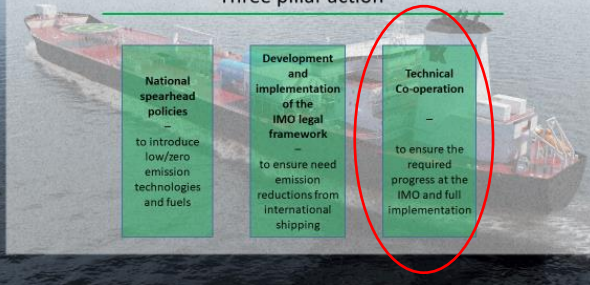 Three pillar action
National
spearhead
policies
–
to introduce
low/zero
emission
technologies
and fuels
Development
and
implementation
of the
IMO legal
framework
–
to ensure need
emission
reductions from
international
shipping
Technical
Co-operation
–
to ensure the
required
progress at the
IMO and full
implementation